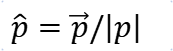 p̂ = p⃗/|p|